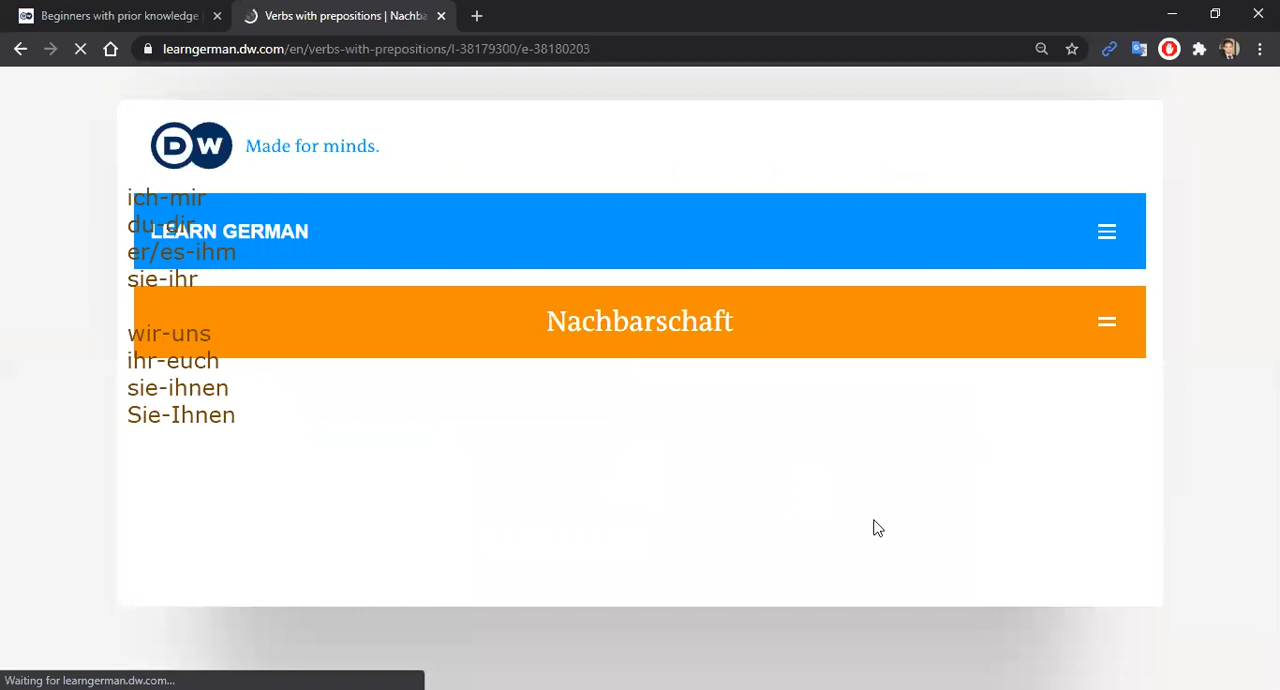 Beginners with prior knowledge
Verbs with prepositions | Nachba
learngerman.dw.com/en/verbs-with-prepositions/l-38179300/e-38180203
DW Made for minds.
ich-mir
du-dir
LEARN GERMAN
er/es-ihm
sie-ihr
Nachbarschaft
wir-uns
ihr-euch
sie-ihnen
Sie-Ihnen
Waiting for learngerman.dw.com...